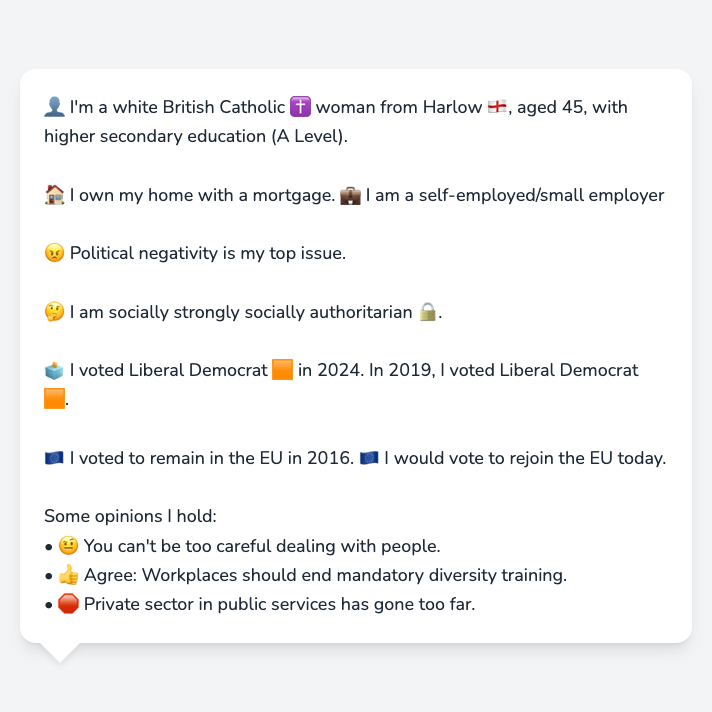 👤 I'm a white British Catholic ✝️ woman from Harlow 🏴󠁧󠁢󠁥󠁮󠁧󠁿, aged 45, with
higher secondary education (A Level).
🏠 I own my home with a mortgage. 💼 I am a self-employed/small employer
😠 Political negativity is my top issue.
🤔 I am socially strongly socially authoritarian 🔒.
🗳️ I voted Liberal Democrat 🟧 in 2024. In 2019, I voted Liberal Democrat
🟧.
🇪🇺 I voted to remain in the EU in 2016. 🇪🇺 I would vote to rejoin the EU today.
Some opinions I hold:
• 🤨 You can't be too careful dealing with people.
• 👍 Agree: Workplaces should end mandatory diversity training.
• 🛑 Private sector in public services has gone too far.